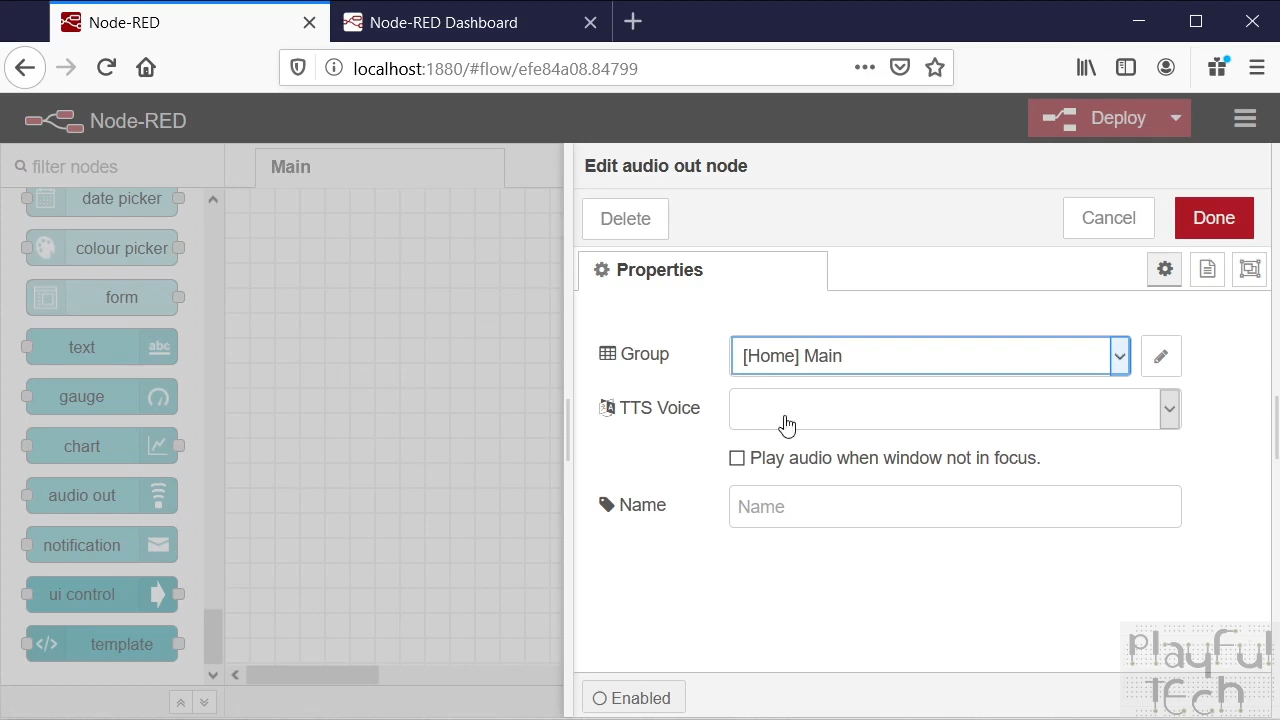 Node-RED
Node-RED Dashboard
localhost:1880/#flow/efe84a08.84799
Node-RED
Deploy
filter nodes
Main
Edit audio out node
date picker
Delete
Cancel
Done
colour picker
Properties
form
text
abc
Group
[Home] Main
gauge
TTS Voice
chart
Play audio when window not in focus.
audio out
Name
Name
notification
ui control
template
</>
Enabled
playful
tech